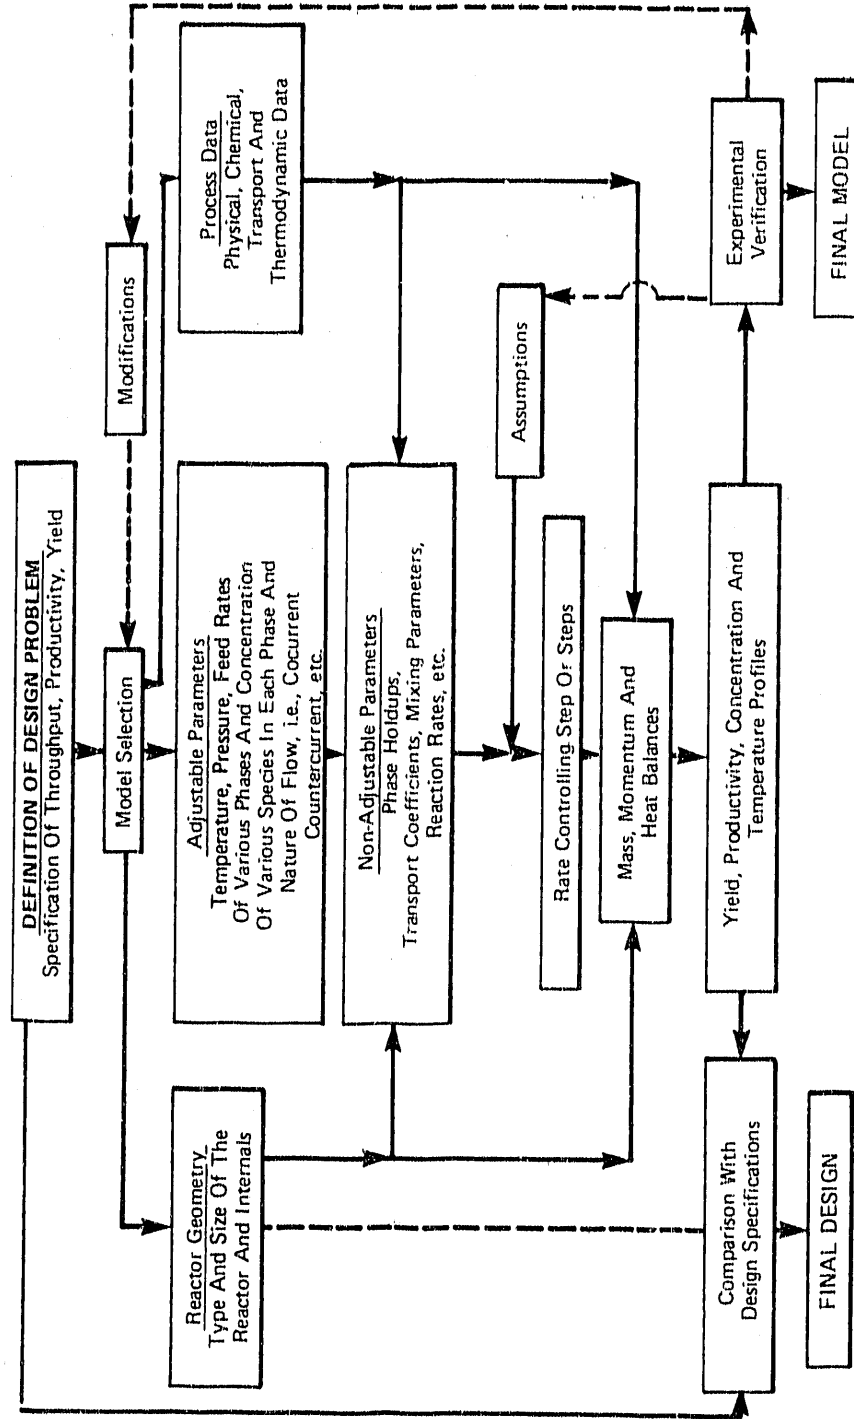 DEFINITION OF DESIGN PROBLEM
Specification Of Throughput, Productivity, Yield
Modifications
Model Selection
Reactor Geometry
Type And Size Of The
Reactor And Internals
Adjustable Parameters
Temperature, Pressure, Feed Rates
Of Various Phases And Concentration
Of Various Species In Each Phase And
Nature Of Flow, i.e., Cocurrent
Countercurrent, etc.
Process Data
Physical, Chemical,
Transport And
Thermodynamic Data
Non-Adjustable Parameters
Phase Holdups,
Transport Coefficients, Mixing Parameters,
Reaction Rates, etc.
Assumptions
Rate Controlling Step Or Steps
Mass, Momentum And
Heat Balances
Comparison With
Design Specifications
Yield, Productivity, Concentration And
Temperature Profiles
Experimental
Verification
FINAL DESIGN
FINAL MODEL